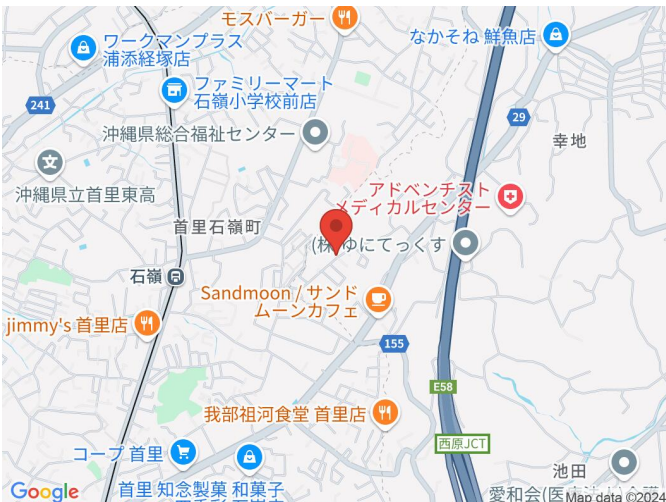 モスバーガー
なかそね 鮮魚店
ワークマンプラス
浦添経塚店
ファミリーマート
石嶺小学校前店
241
29
沖縄県総合福祉センター
幸地
沖縄県立首里東高
アドベンチスト
メディカルセンター
首里石嶺町
(株)ゆにてっくす
石嶺
Sandmoon / サンド
ムーンカフェ
jimmy's 首里店
155
E58
我部祖河食堂 首里店
西原JCT
コープ 首里
池田
首里 知念製菓 和菓子
Google
Map data ©2024